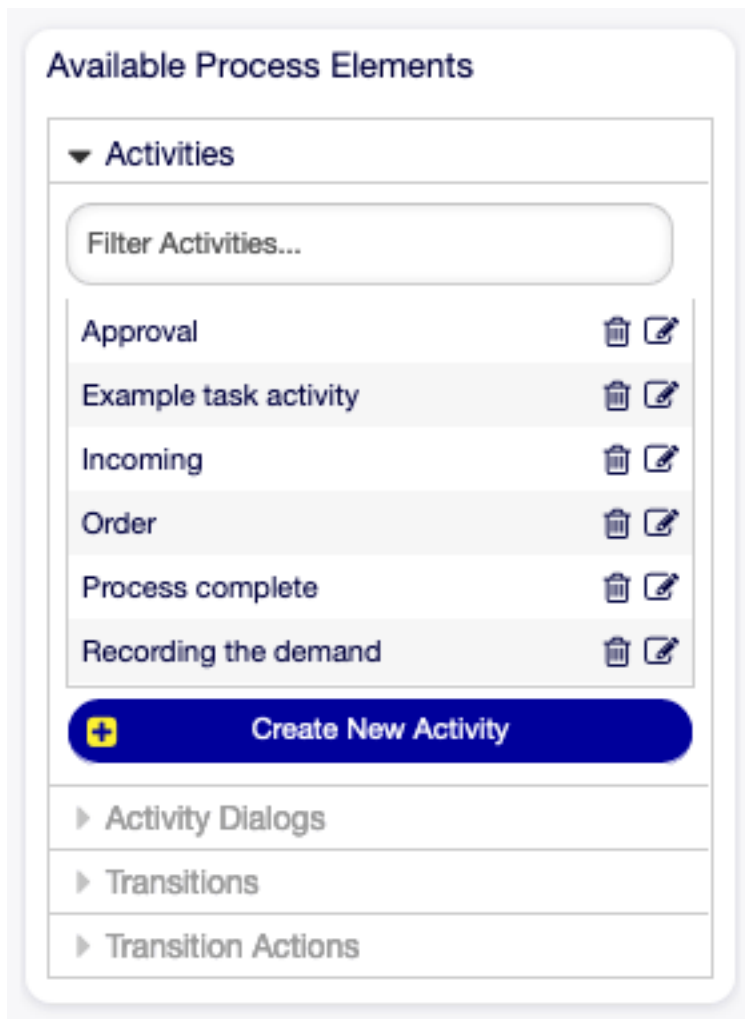 Available Process Elements
Activities
Filter Activities...
Approval
Example task activity
Incoming
Order
Process complete
Recording the demand
Create New Activity
Activity Dialogs
Transitions
Transition Actions